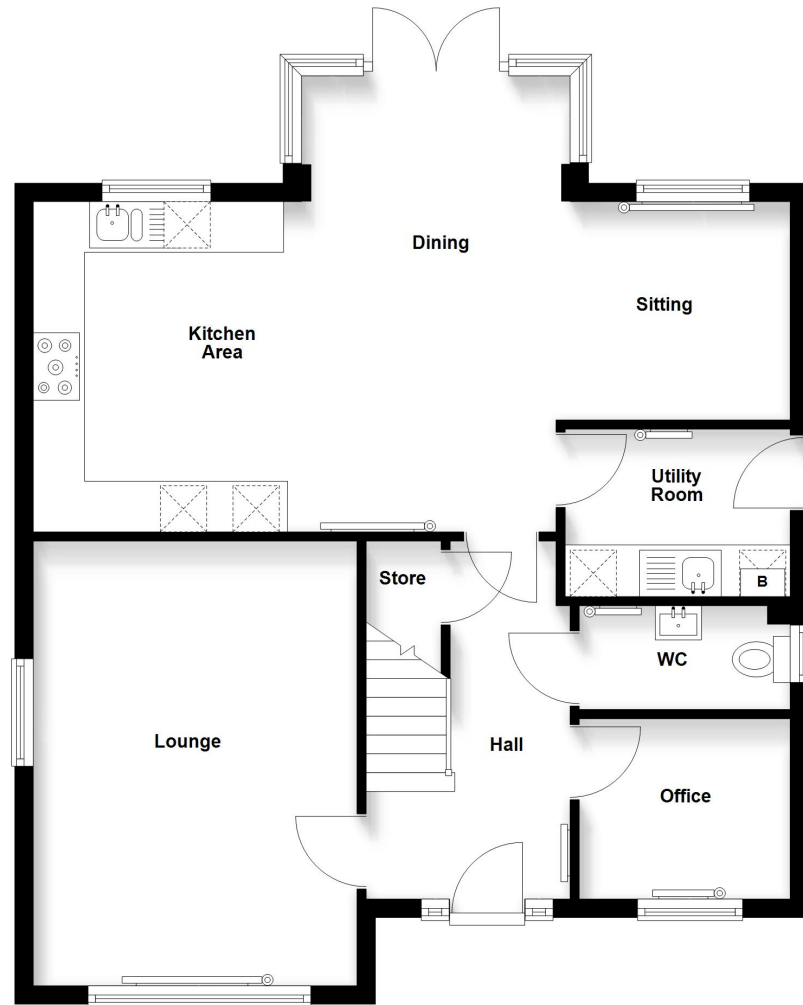 Dining
Sitting
Kitchen
Area
Utility
Room
Store
B
WC
Lounge
Hall
Office